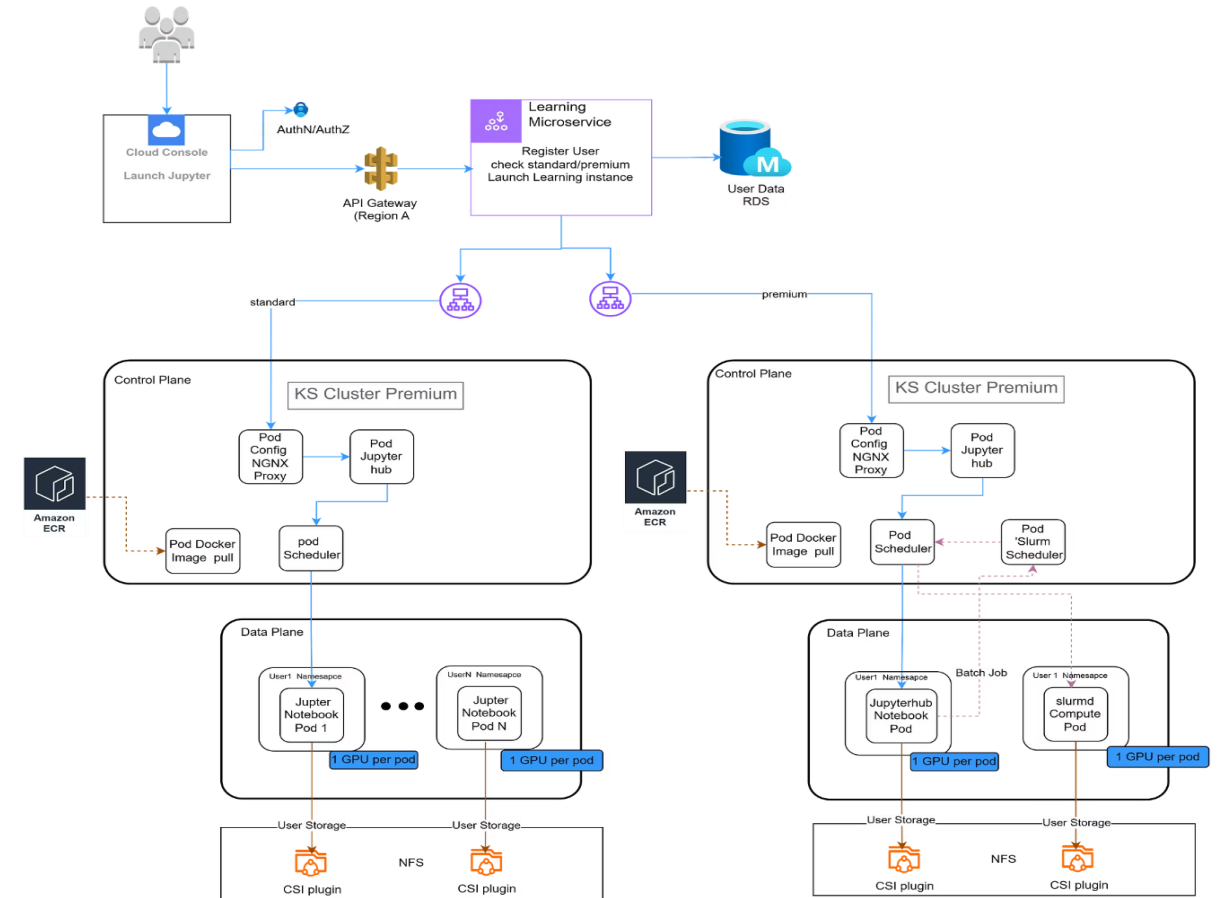 AuthN/AuthZ
Cloud Console
Launch Jupyter
API Gateway
(Region A
Learning
Microservice
Register User
check standard/premium
Launch Learning instance
M
User Data
RDS
standard
premium
Control Plane
KS Cluster Premium
Pod
Config
NGNX
Proxy
Pod
Jupyter
hub
Amazon
ECR
Pod Docker
Image pull
pod
Scheduler
Data Plane
User1 Namesapce
Jupter
Notebook
Pod 1
1 GPU per pod
UserN Namesapce
Jupter
Notebook
Pod N
1 GPU per pod
User Storage
User Storage
NFS
CSI plugin
CSI plugin
Control Plane
KS Cluster Premium
Pod
Config
NGNX
Proxy
Pod
Jupyter
hub
Amazon
ECR
Pod Docker
Image pull
Pod
Scheduler
Pod
'Slurm
Scheduler
Data Plane
User1 Namesapce
Jupyterhub
Notebook
Pod
1 GPU per pod
Batch Job
User 1 Namesapce
slurmd
Compute
Pod
1 GPU per pod
User Storage
User Storage
NFS
CSI plugin
CSI plugin